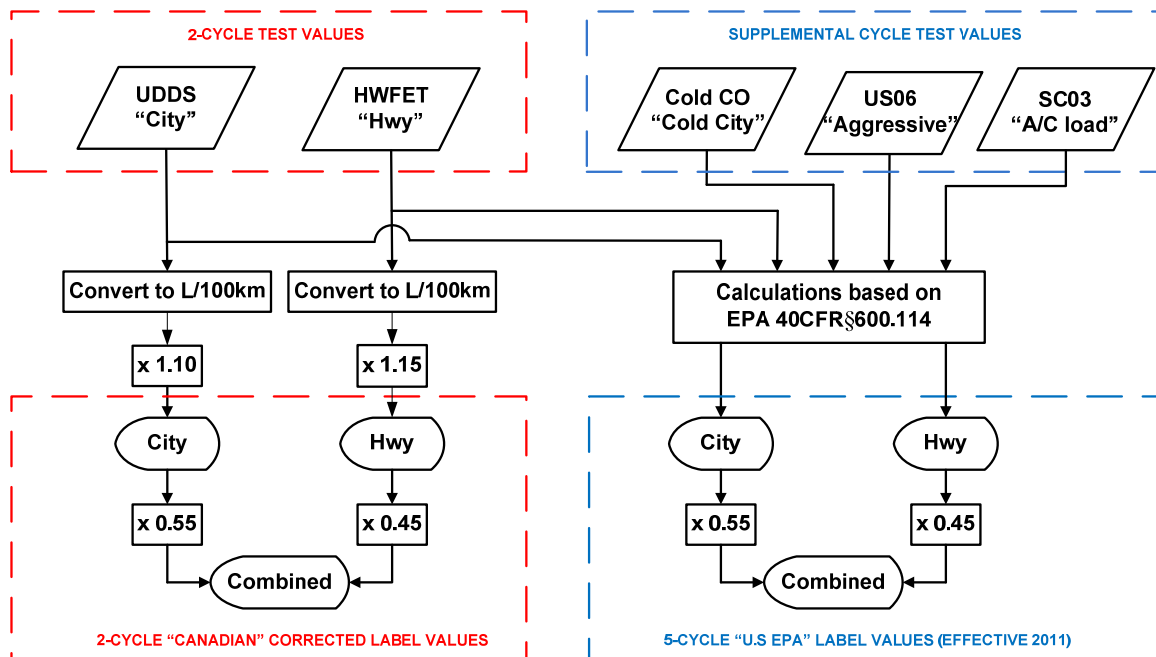 2-CYCLE TEST VALUES
SUPPLEMENTAL CYCLE TEST VALUES
UDDS
“City”
HWFET
“Hwy”
Cold CO
“Cold City”
US06
“Aggressive”
SC03
“A/C load”
Convert to L/100km
Convert to L/100km
Calculations based on
EPA 40CFR§600.114
x 1.10
x 1.15
City
Hwy
City
Hwy
x 0.55
x 0.45
x 0.55
x 0.45
Combined
Combined
2-CYCLE “CANADIAN” CORRECTED LABEL VALUES
5-CYCLE “U.S EPA” LABEL VALUES (EFFECTIVE 2011)